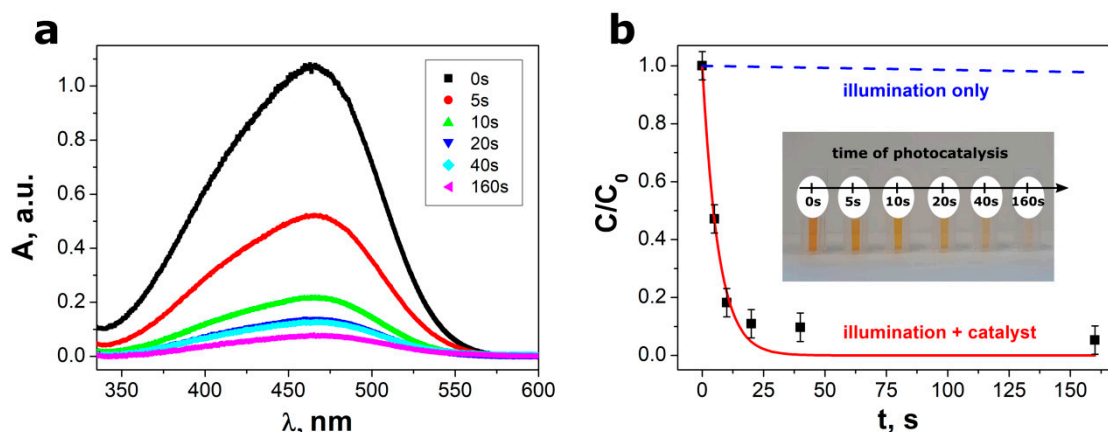 a
1.0
0.8
0.6
0.4
0.2
0.0
A, a.u.
350
400
450
500
550
600
λ, nm
0s
5s
10s
20s
40s
160s
b
1.0
0.8
0.6
0.4
0.2
0.0
C/C₀
0
25
50
75
100
125
150
t, s
illumination only
time of photocatalysis
0s 5s 10s 20s 40s 160s
illumination + catalyst